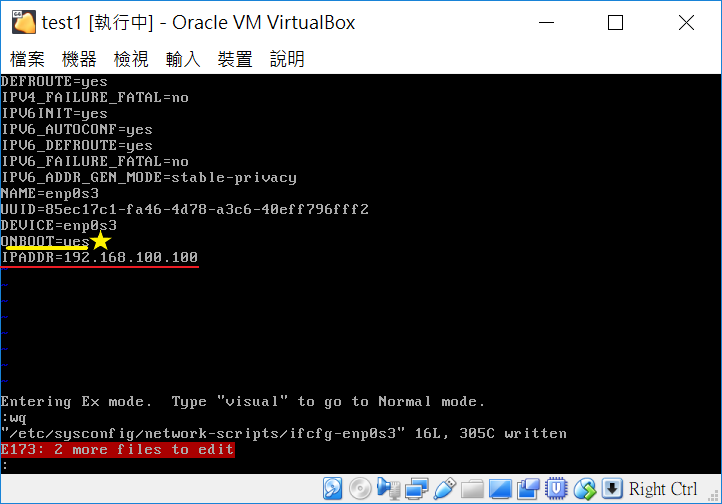 test1 [執行中] - Oracle VM VirtualBox
檔案 機器 檢視 輸入 裝置 說明
DEFROUTE=yes
IPV4_FAILURE_FATAL=no
IPV6INIT=yes
IPV6_AUTOCONF=yes
IPV6_DEFROUTE=yes
IPV6_FAILURE_FATAL=no
IPV6_ADDR_GEN_MODE=stable-privacy
NAME=enp0s3
UUID=85ec17c1-fa46-4d78-a3c6-40eff796fff2
DEVICE=enp0s3
ONBOOT=yes
IPADDR=192.168.100.100
~
~
~
~
~
~
~
Entering Ex mode.  Type "visual" to go to Normal mode.
:wq
"/etc/sysconfig/network-scripts/ifcfg-enp0s3" 16L, 305C written
E173: 2 more files to edit
:
Right Ctrl